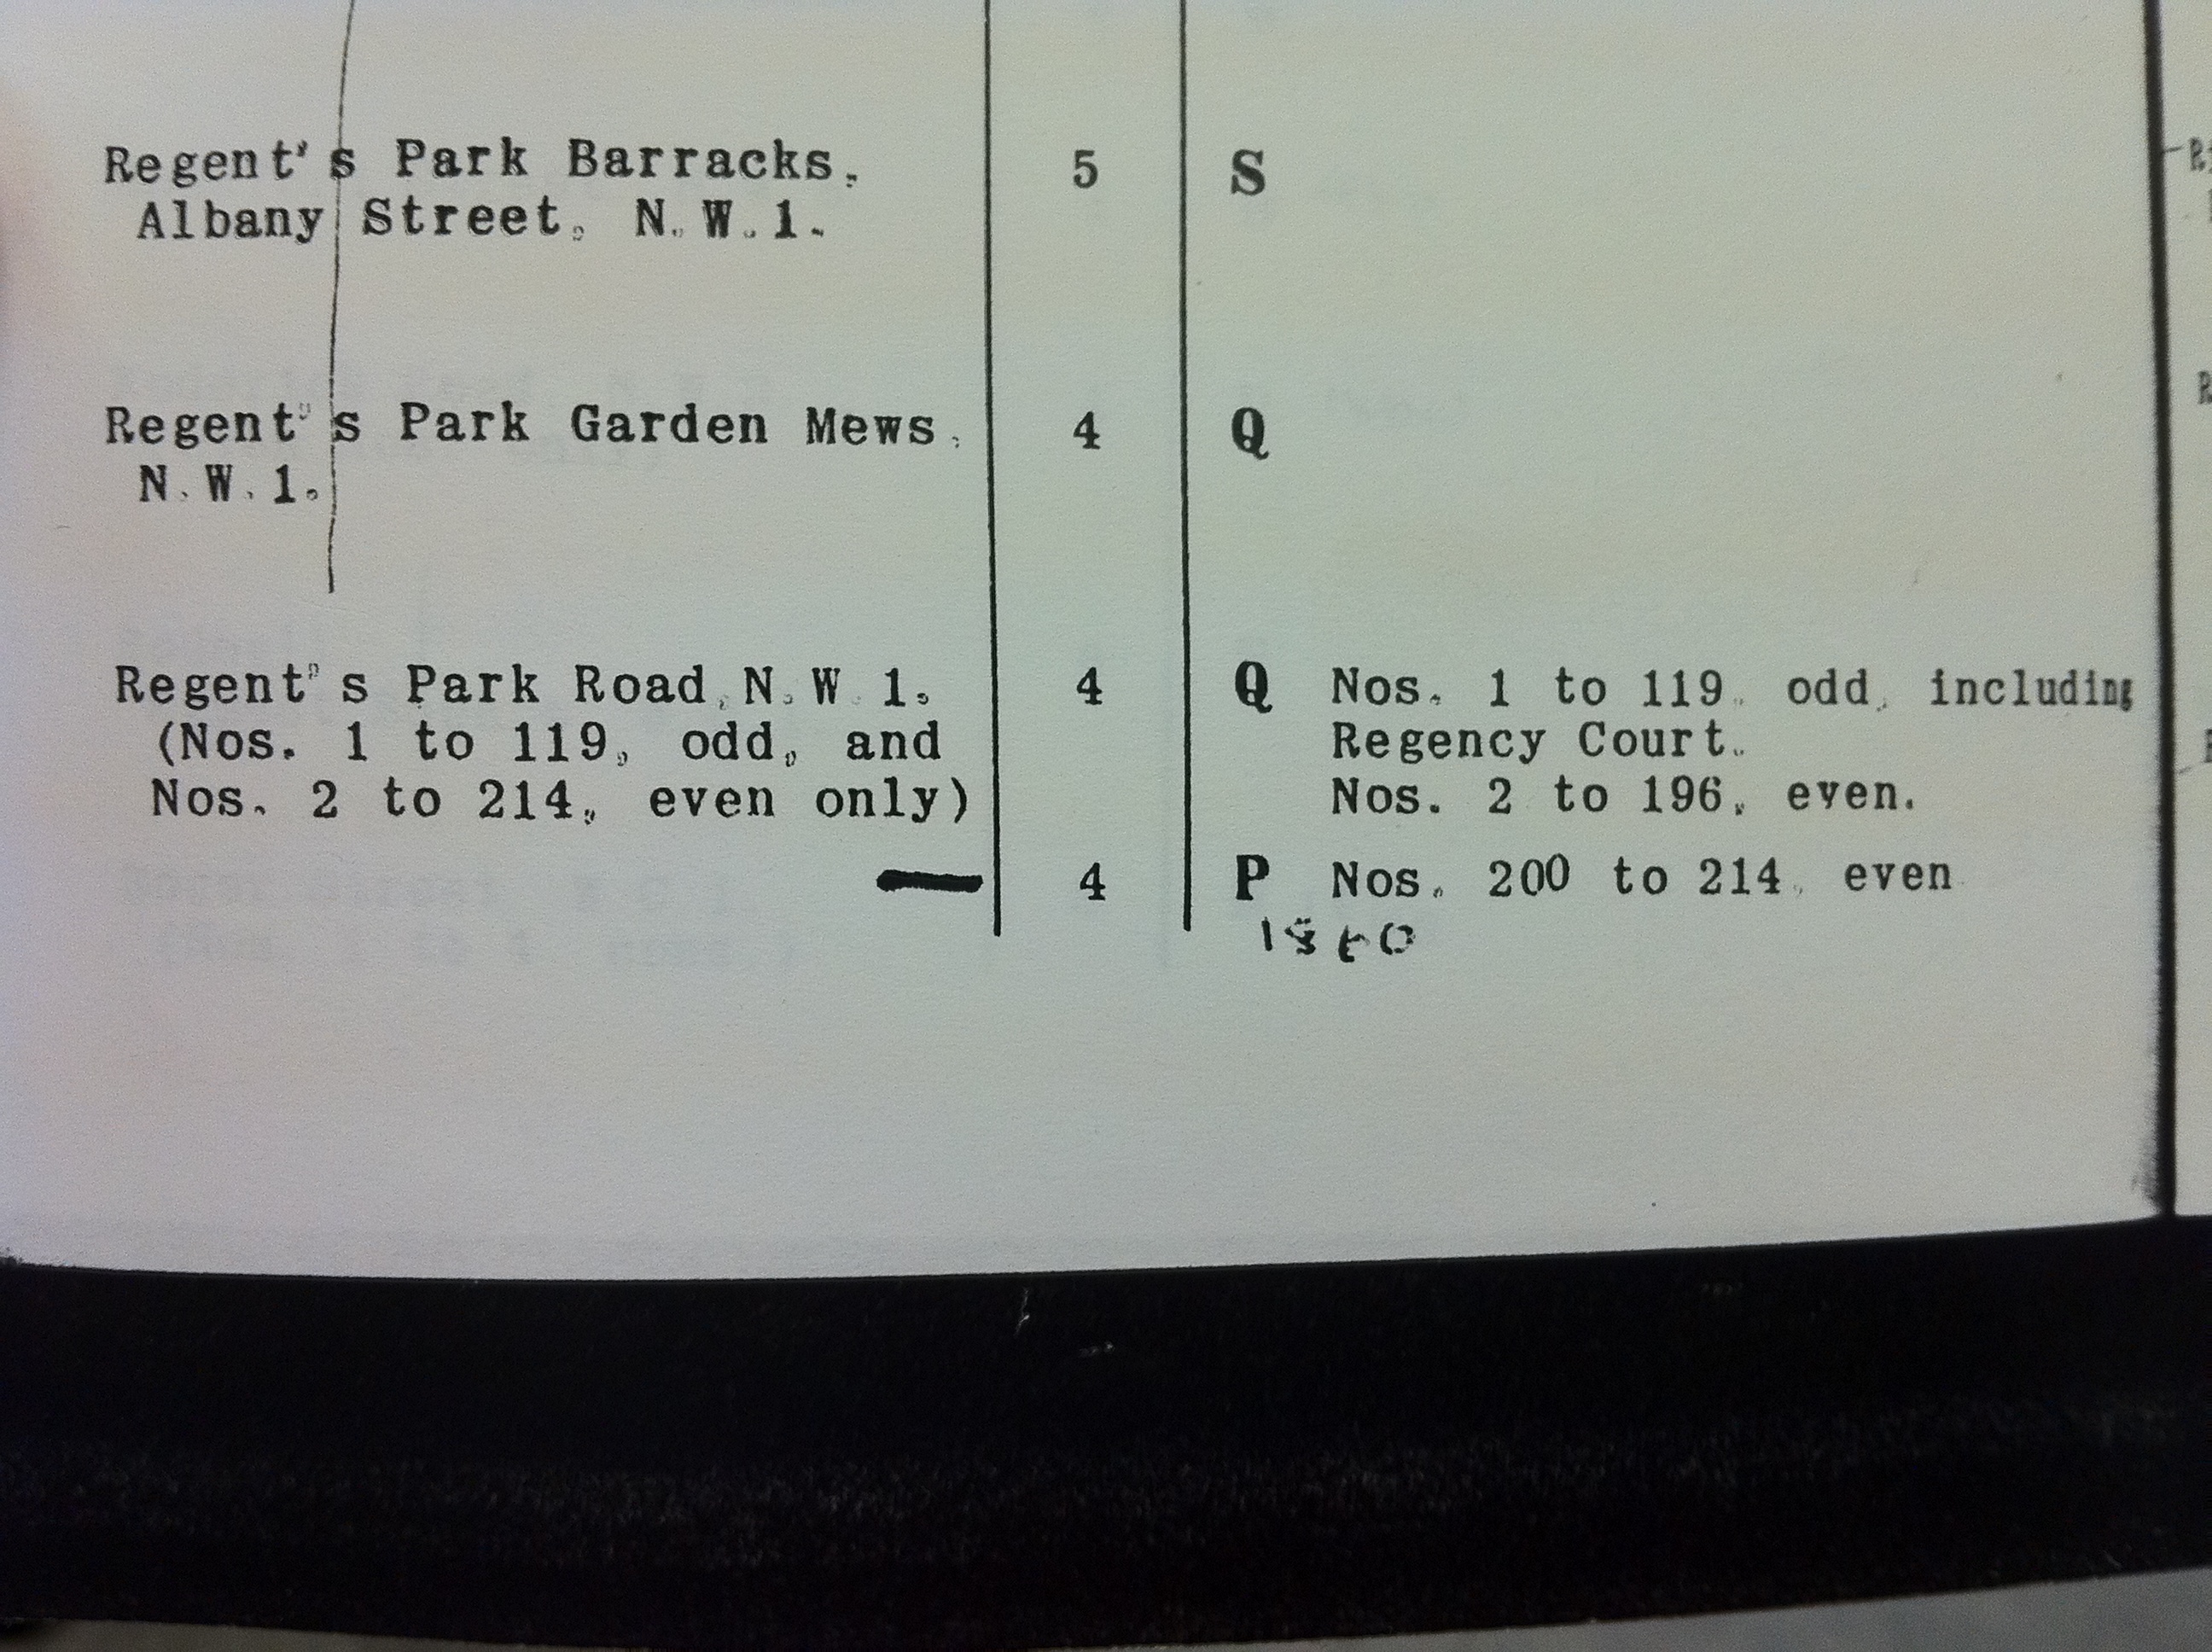 Regent's Park Barracks, 5 S
Albany Street, N.W.1.
Regent's Park Garden Mews, 4 Q
N.W.1.
Regent's Park Road, N.W.1. 4 Q Nos. 1 to 119, odd, including
(Nos. 1 to 119, odd, and Regency Court.
Nos. 2 to 214, even only) Nos. 2 to 196, even.
4 P Nos. 200 to 214, even